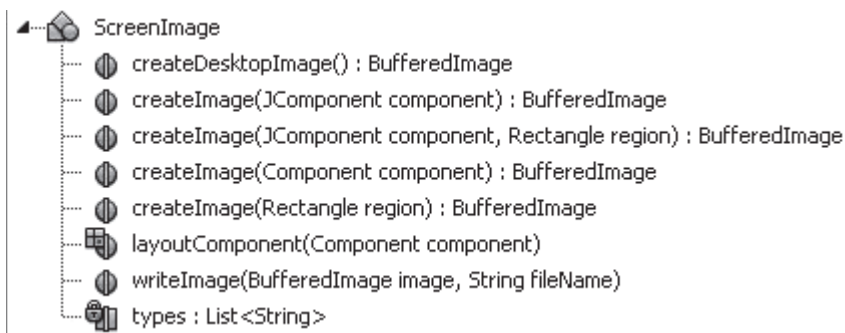 ScreenImage
createDesktopImage() : BufferedImage
createImage(JComponent component) : BufferedImage
createImage(JComponent component, Rectangle region) : BufferedImage
createImage(Component component) : BufferedImage
createImage(Rectangle region) : BufferedImage
layoutComponent(Component component)
writeImage(BufferedImage image, String fileName)
types : List<String>